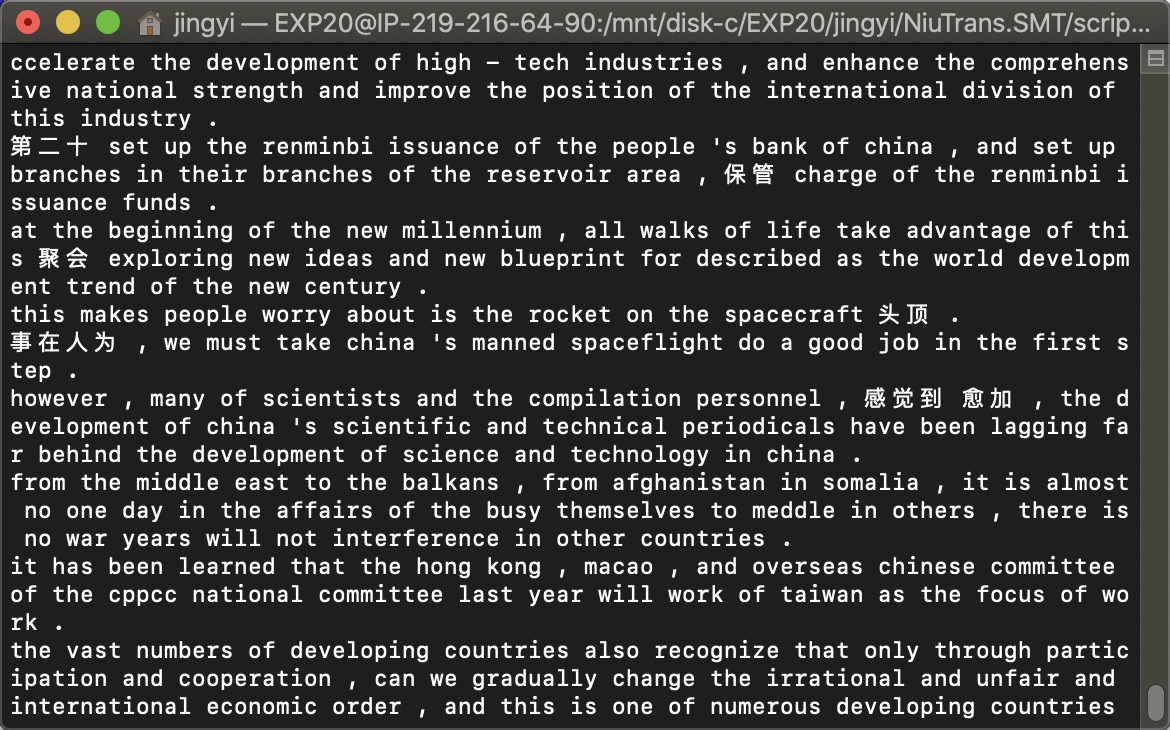 jingyi — EXP20@IP-219-216-64-90:/mnt/disk-c/EXP20/jingyi/NiuTrans.SMT/scrip...
ccelerate the development of high – tech industries , and enhance the comprehens
ive national strength and improve the position of the international division of
this industry .
第二十 set up the renminbi issuance of the people 's bank of china , and set up
branches in their branches of the reservoir area , 保管 charge of the renminbi i
ssuance funds .
at the beginning of the new millennium , all walks of life take advantage of thi
s 聚会 exploring new ideas and new blueprint for described as the world developm
ent trend of the new century .
this makes people worry about is the rocket on the spacecraft 头顶 .
事在人为 , we must take china 's manned spaceflight do a good job in the first s
tep .
however , many of scientists and the compilation personnel , 感觉到 愈加 , the d
evelopment of china 's scientific and technical periodicals have been lagging fa
r behind the development of science and technology in china .
from the middle east to the balkans , from afghanistan in somalia , it is almost
no one day in the affairs of the busy themselves to meddle in others , there is
no war years will not interference in other countries .
it has been learned that the hong kong , macao , and overseas chinese committee
of the cppcc national committee last year will work of taiwan as the focus of wo
rk .
the vast numbers of developing countries also recognize that only through partic
ipation and cooperation , can we gradually change the irrational and unfair and
international economic order , and this is one of numerous developing countries